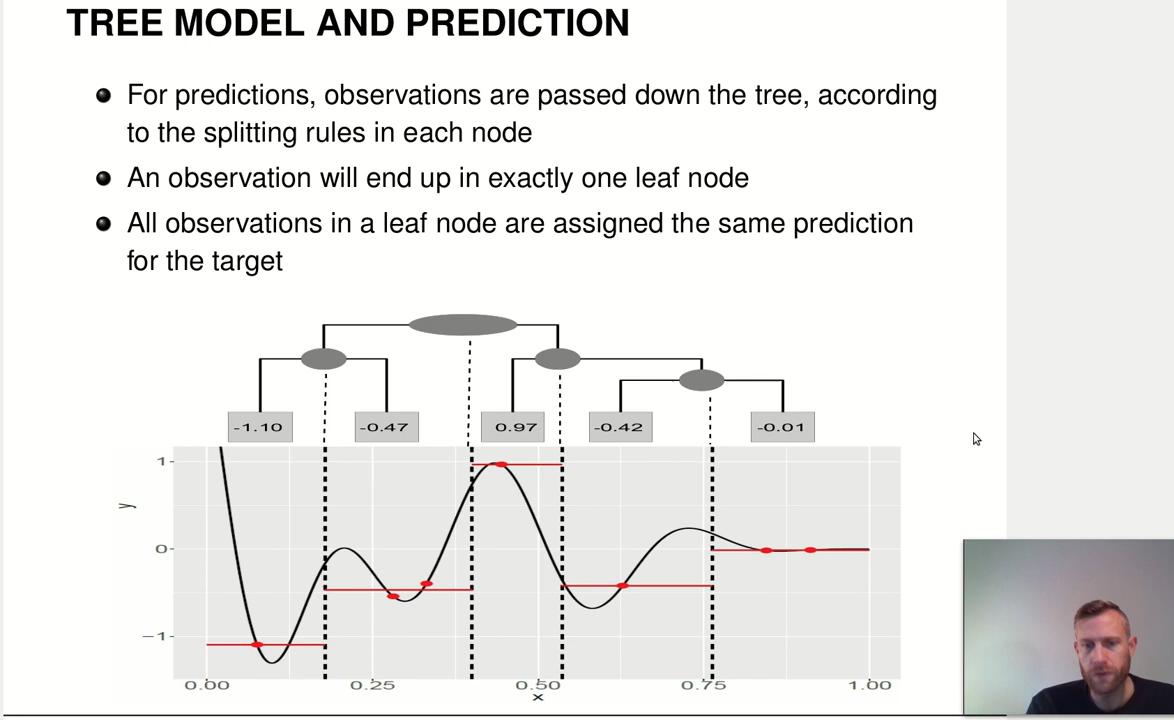 TREE MODEL AND PREDICTION
For predictions, observations are passed down the tree, according
to the splitting rules in each node
An observation will end up in exactly one leaf node
All observations in a leaf node are assigned the same prediction
for the target
-1.10 -0.47 0.97 -0.42 -0.01
1
0
−1
y
0.00 0.25 0.50 0.75 1.00
x